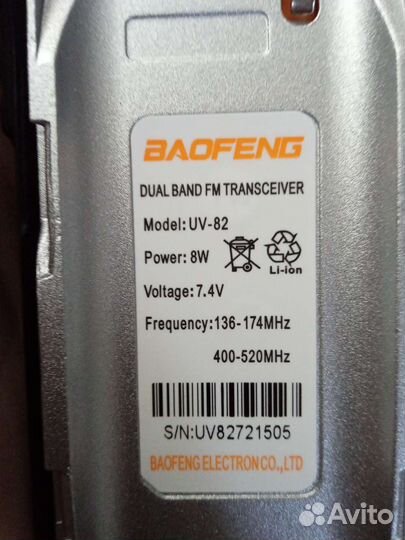 BAOFENG
DUAL BAND FM TRANSCEIVER
Model:UV-82
Power:8W
Li-ion
Voltage:7.4V
Frequency:136-174MHz
400-520MHz
S/N:UV82721505
BAOFENG ELECTRON CO.,LTD
Avito